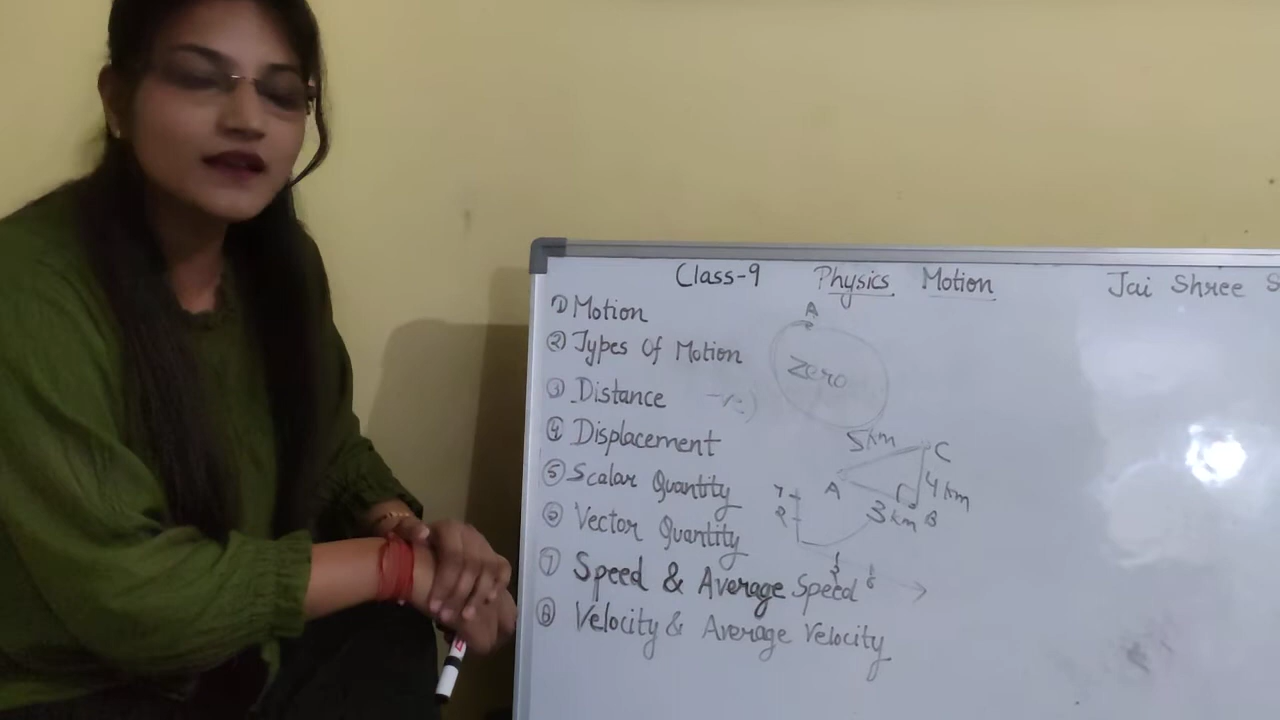 Class-9 Physics Motion Jai Shree S
① Motion
② Types Of Motion
③ Distance
④ Displacement
⑤ Scalar Quantity
⑥ Vector Quantity
⑦ Speed & Average Speed
⑧ Velocity & Average Velocity
A
Zero
5km C
A 4km
3km B